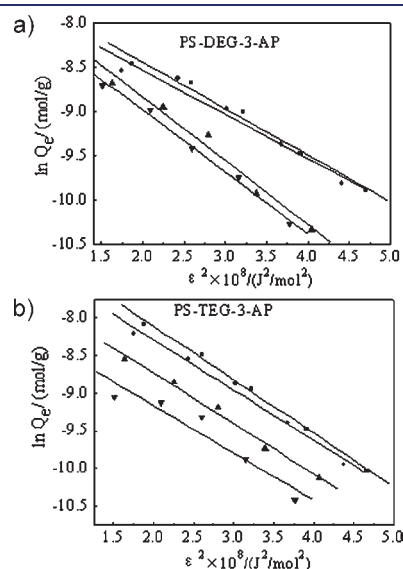 a)
PS-DEG-3-AP
-8.0
-8.5
-9.0
-9.5
-10.0
-10.5
ln Qe/(mol/g)
1.5 2.0 2.5 3.0 3.5 4.0 4.5 5.0
ε ²×10⁸/(J²/mol²)
b)
PS-TEG-3-AP
-8.0
-8.5
-9.0
-9.5
-10.0
-10.5
ln Qe/(mol/g)
1.5 2.0 2.5 3.0 3.5 4.0 4.5 5.0
ε ²×10⁸/(J²/mol²)